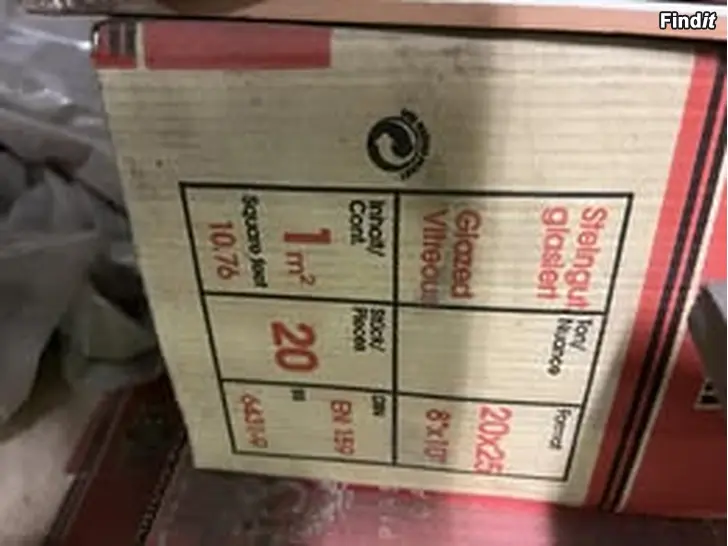 Findit
Steingut
glasiert
Glazed
Vitreous
Ton/
Nuance
Format
20x25
8"x10"
Inhalt/
Cont.
1 m²
Square feet
10.76
Stück/
Pieces
20
DIN
EN 159